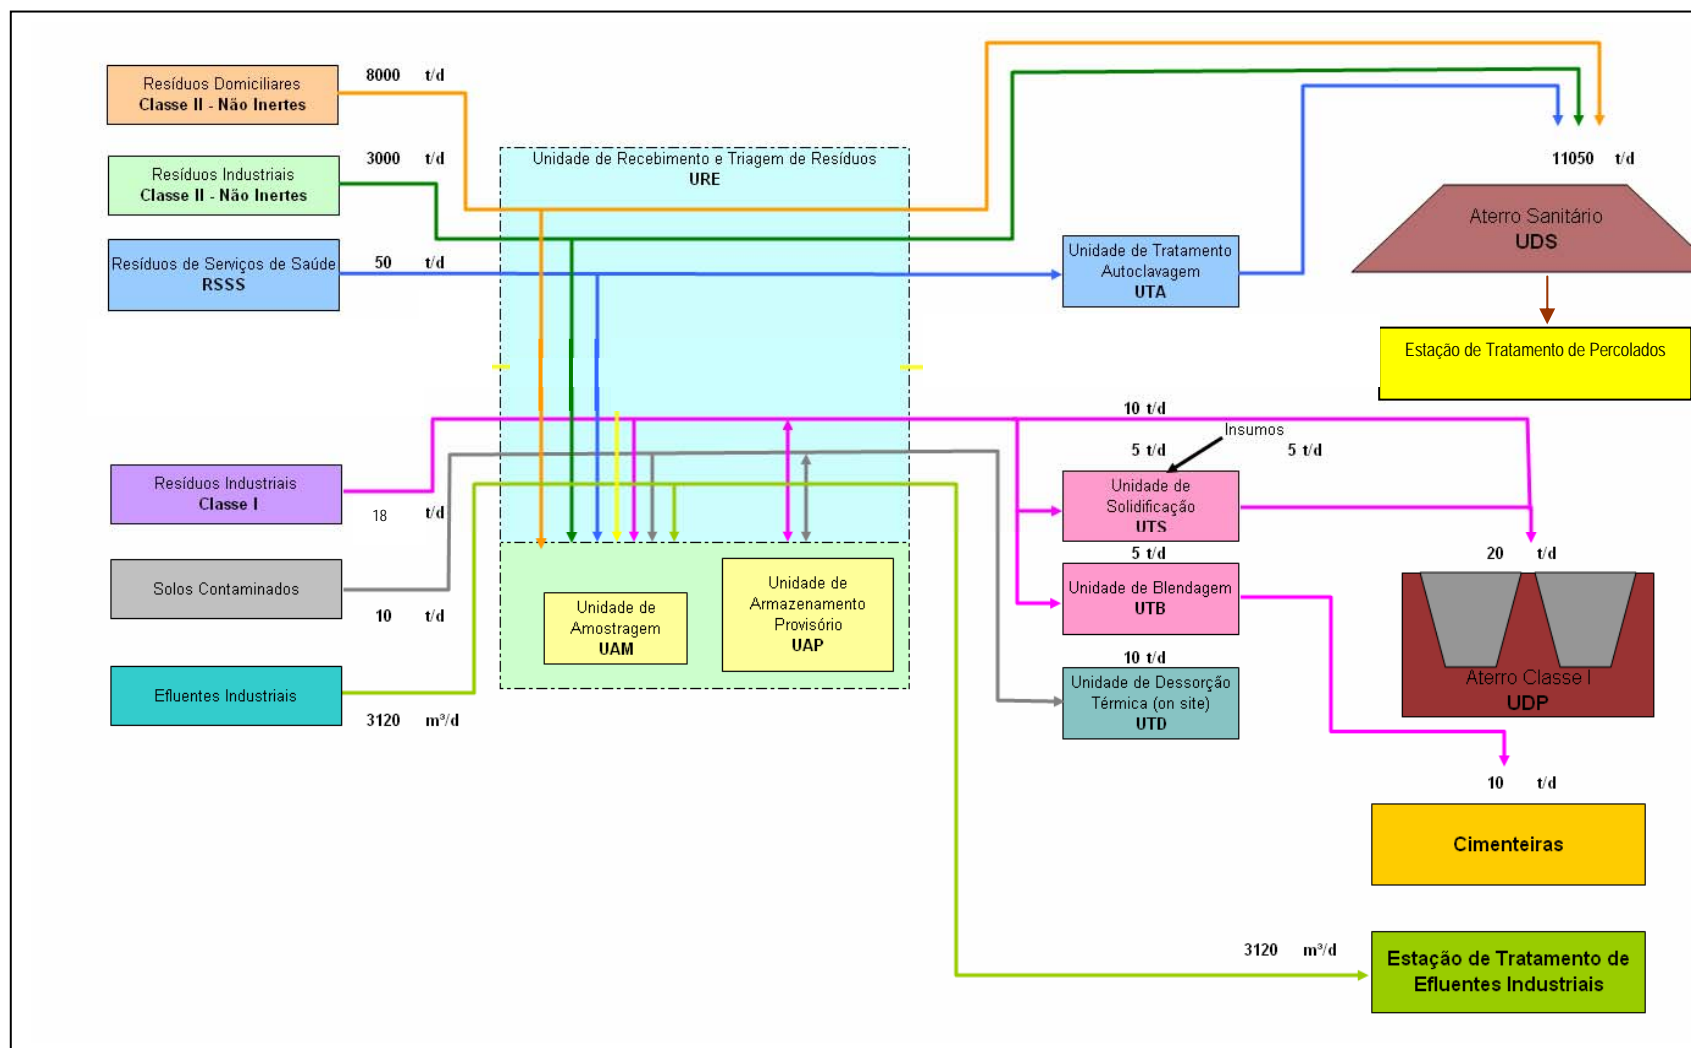 8000 t/d
Resíduos Domiciliares
Classe II - Não Inertes
3000 t/d
Resíduos Industriais
Classe II - Não Inertes
50 t/d
Resíduos de Serviços de Saúde
RSSS
Unidade de Recebimento e Triagem de Resíduos
URE
Unidade de Tratamento
Autoclavagem
UTA
11050 t/d
Aterro Sanitário
UDS
Estação de Tratamento de Percolados
Resíduos Industriais
Classe I
18 t/d
Solos Contaminados
10 t/d
Efluentes Industriais
3120 m³/d
Unidade de
Amostragem
UAM
Unidade de
Armazenamento
Provisório
UAP
10 t/d
Insumos
5 t/d
5 t/d
Unidade de
Solidificação
UTS
5 t/d
Unidade de Blendagem
UTB
10 t/d
Unidade de Dessorção
Térmica (on site)
UTD
20 t/d
Aterro Classe I
UDP
10 t/d
Cimenteiras
3120 m³/d
Estação de Tratamento de
Efluentes Industriais